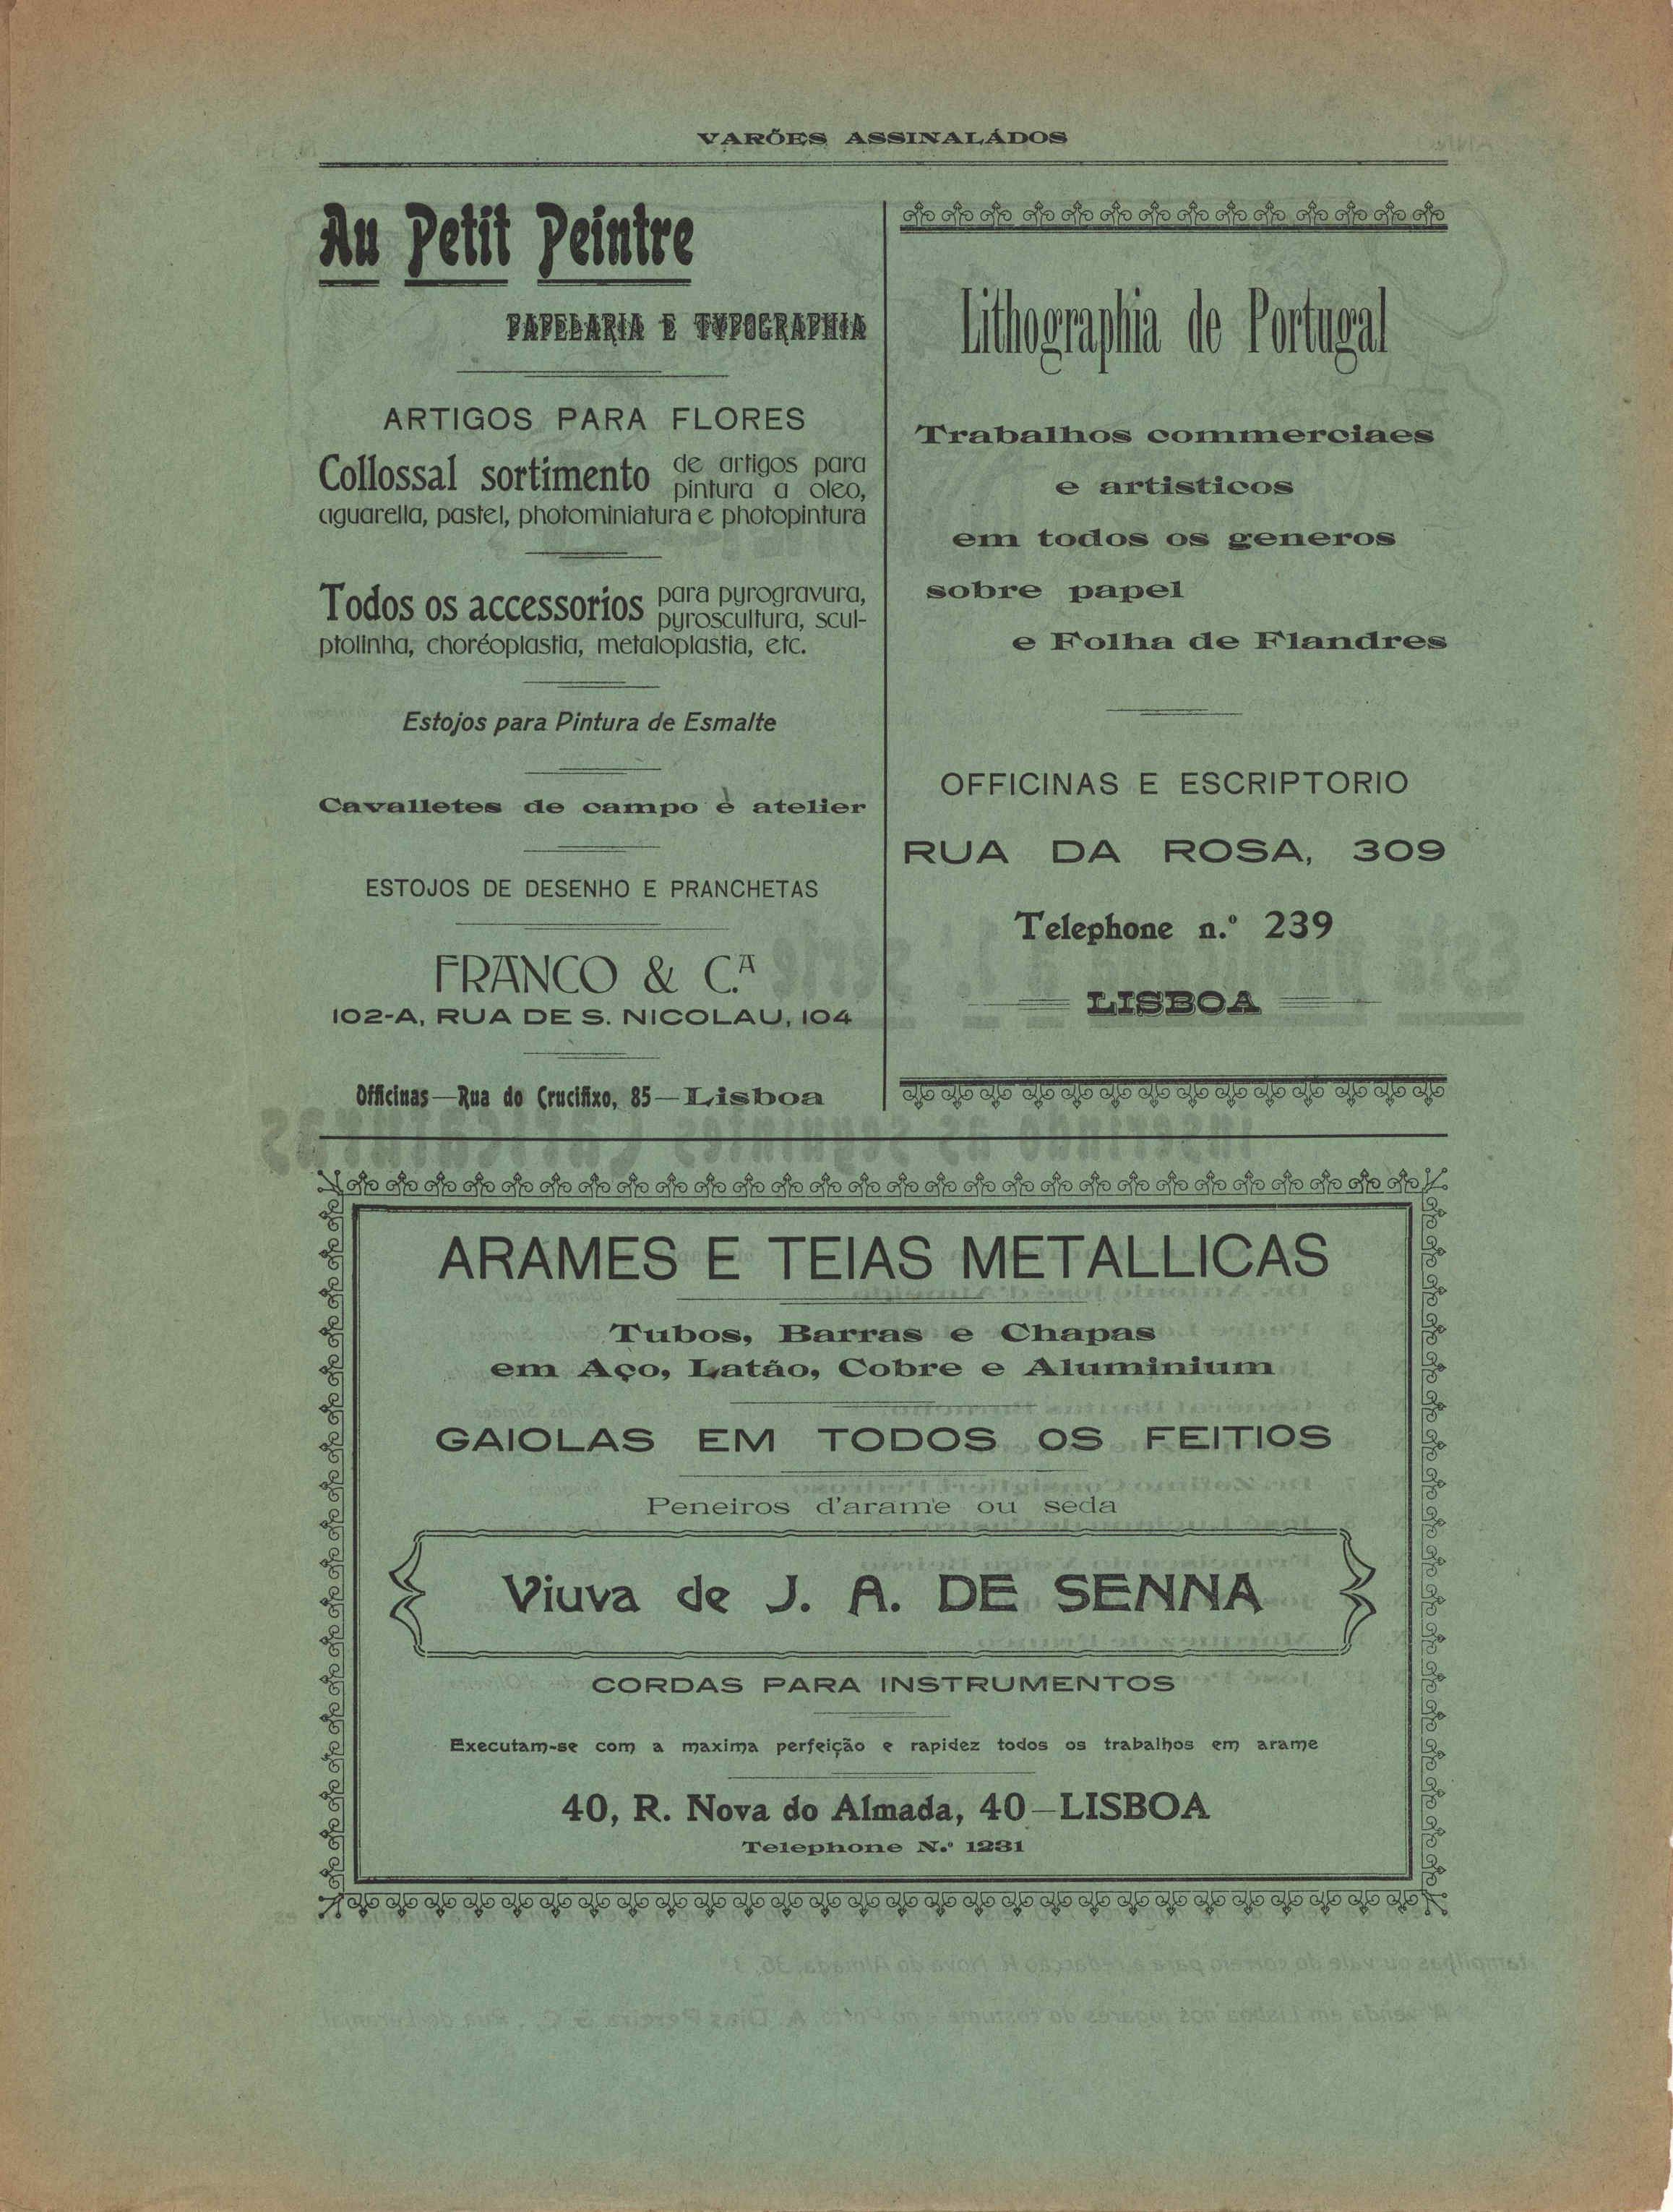 VARÕES ASSINALÁDOS
Au Petit Peintre
PAPELARIA E TYPOGRAPHIA
ARTIGOS PARA FLORES
Collossal sortimento de artigos para
pintura a oleo,
aguarella, pastel, photominiatura e photopintura
Todos os accessorios para pyrogravura,
pyroscultura, scul-
ptolinha, choréoplastia, metaloplastia, etc.
Estojos para Pintura de Esmalte
Cavalletes de campo e atelier
ESTOJOS DE DESENHO E PRANCHETAS
FRANCO & C.ª
102-A, RUA DE S. NICOLAU, 104
Officinas—Rua do Crucifixo, 85—Lisboa
Lithographia de Portugal
Trabalhos commerciaes
e artisticos
em todos os generos
sobre papel
e Folha de Flandres
OFFICINAS E ESCRIPTORIO
RUA DA ROSA, 309
Telephone n.º 239
LISBOA
ARAMES E TEIAS METALLICAS
Tubos, Barras e Chapas
em Aço, Latão, Cobre e Aluminium
GAIOLAS EM TODOS OS FEITIOS
Peneiros d'arame ou seda
Viuva de J. A. DE SENNA
CORDAS PARA INSTRUMENTOS
Executam-se com a maxima perfeição e rapidez todos os trabalhos em arame
40, R. Nova do Almada, 40—LISBOA
Telephone N.º 1231